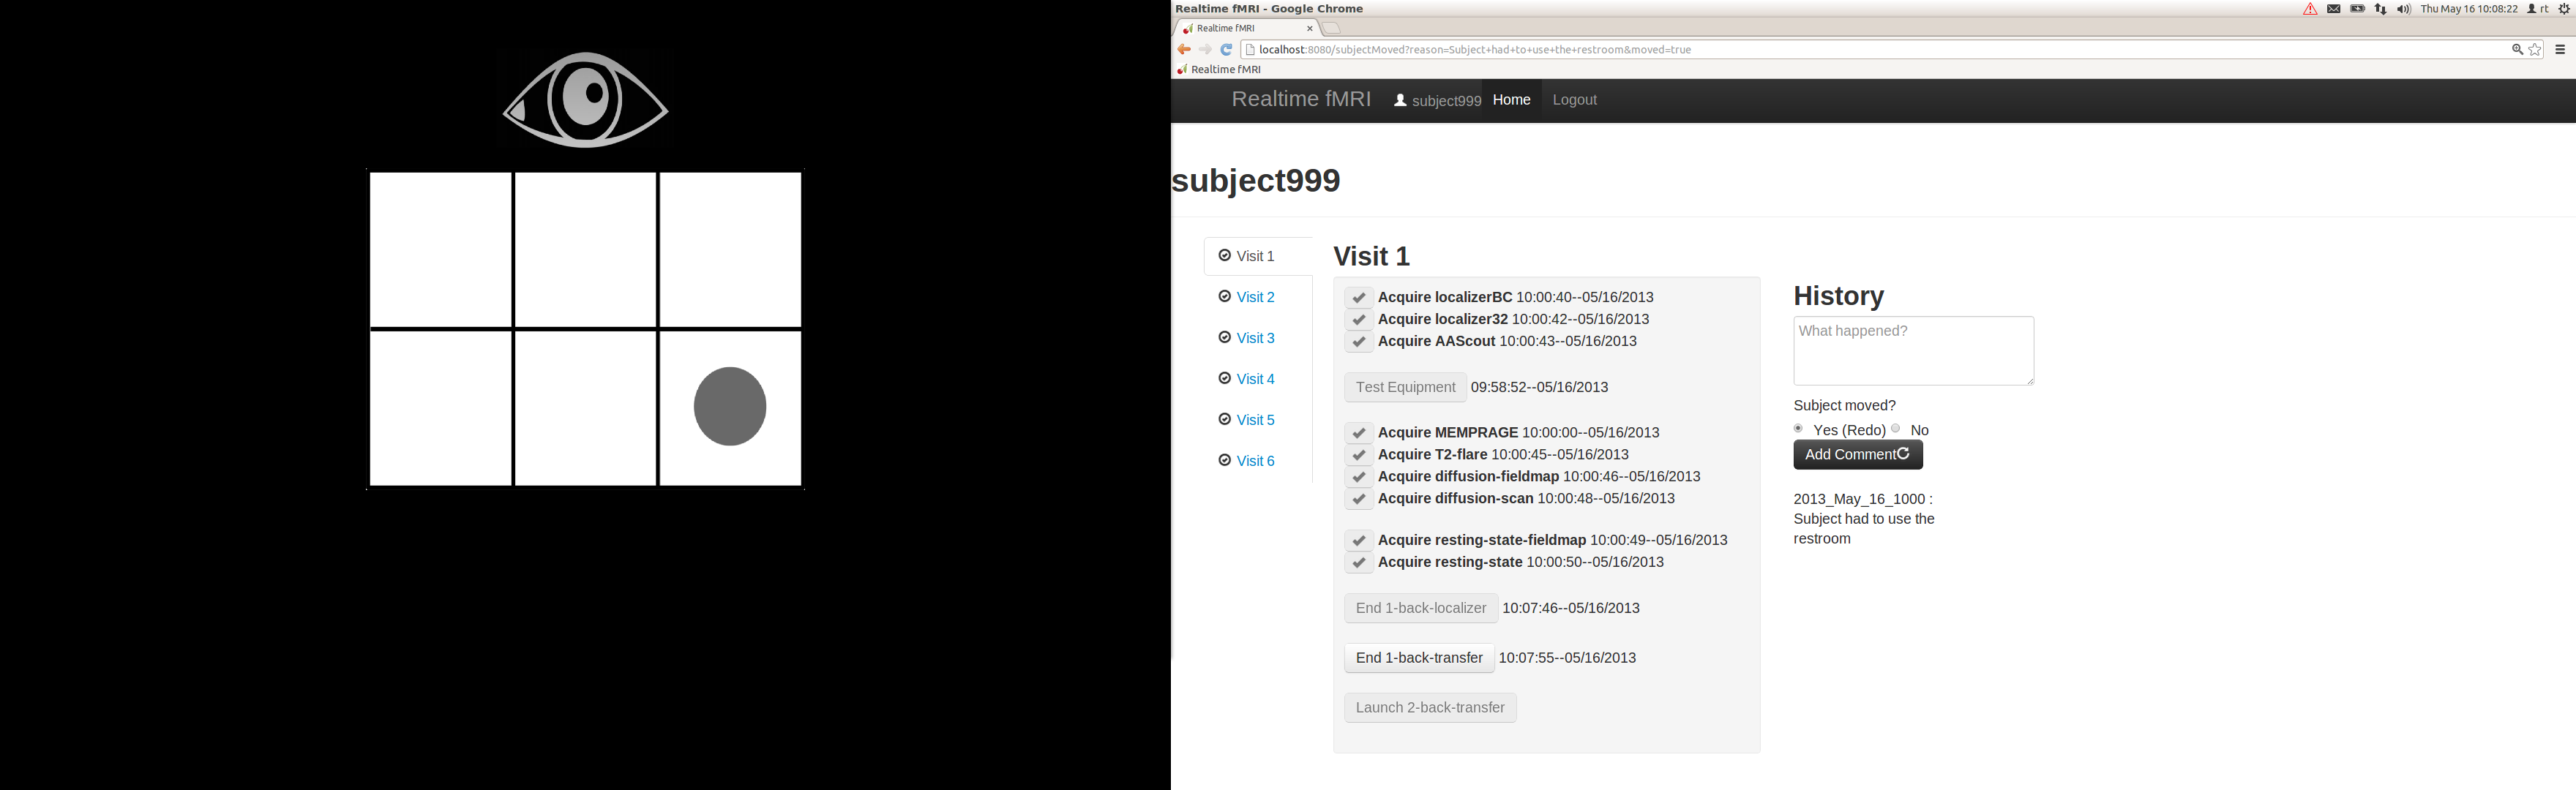 Realtime fMRI - Google Chrome
Thu May 16 10:08:22 rt
Realtime fMRI
localhost:8080/subjectMoved?reason=Subject+had+to+use+the+restroom&moved=true
Realtime fMRI
Realtime fMRI subject999 Home Logout
subject999
Visit 1
Visit 2
Visit 3
Visit 4
Visit 5
Visit 6
Visit 1
Acquire localizerBC 10:00:40--05/16/2013
Acquire localizer32 10:00:42--05/16/2013
Acquire AAScout 10:00:43--05/16/2013
Test Equipment 09:58:52--05/16/2013
Acquire MEMPRAGE 10:00:00--05/16/2013
Acquire T2-flare 10:00:45--05/16/2013
Acquire diffusion-fieldmap 10:00:46--05/16/2013
Acquire diffusion-scan 10:00:48--05/16/2013
Acquire resting-state-fieldmap 10:00:49--05/16/2013
Acquire resting-state 10:00:50--05/16/2013
End 1-back-localizer 10:07:46--05/16/2013
End 1-back-transfer 10:07:55--05/16/2013
Launch 2-back-transfer
History
What happened?
Subject moved?
Yes (Redo) No
Add Comment
2013_May_16_1000 :
Subject had to use the
restroom